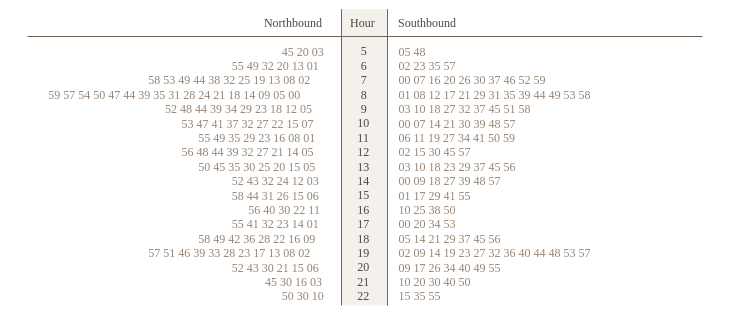 Northbound Hour Southbound
45 20 03 5 05 48
55 49 32 20 13 01 6 02 23 35 57
58 53 49 44 38 32 25 19 13 08 02 7 00 07 16 20 26 30 37 46 52 59
59 57 54 50 47 44 39 35 31 28 24 21 18 14 09 05 00 8 01 08 12 17 21 29 31 35 39 44 49 53 58
52 48 44 39 34 29 23 18 12 05 9 03 10 18 27 32 37 45 51 58
53 47 41 37 32 27 22 15 07 10 00 07 14 21 30 39 48 57
55 49 35 29 23 16 08 01 11 06 11 19 27 34 41 50 59
56 48 44 39 32 27 21 14 05 12 02 15 30 45 57
50 45 35 30 25 20 15 05 13 03 10 18 23 29 37 45 56
52 43 32 24 12 03 14 00 09 18 27 39 48 57
58 44 31 26 15 06 15 01 17 29 41 55
56 40 30 22 11 16 10 25 38 50
55 41 32 23 14 01 17 00 20 34 53
58 49 42 36 28 22 16 09 18 05 14 21 29 37 45 56
57 51 46 39 33 28 23 17 13 08 02 19 02 09 14 19 23 27 32 36 40 44 48 53 57
52 43 30 21 15 06 20 09 17 26 34 40 49 55
45 30 16 03 21 10 20 30 40 50
50 30 10 22 15 35 55